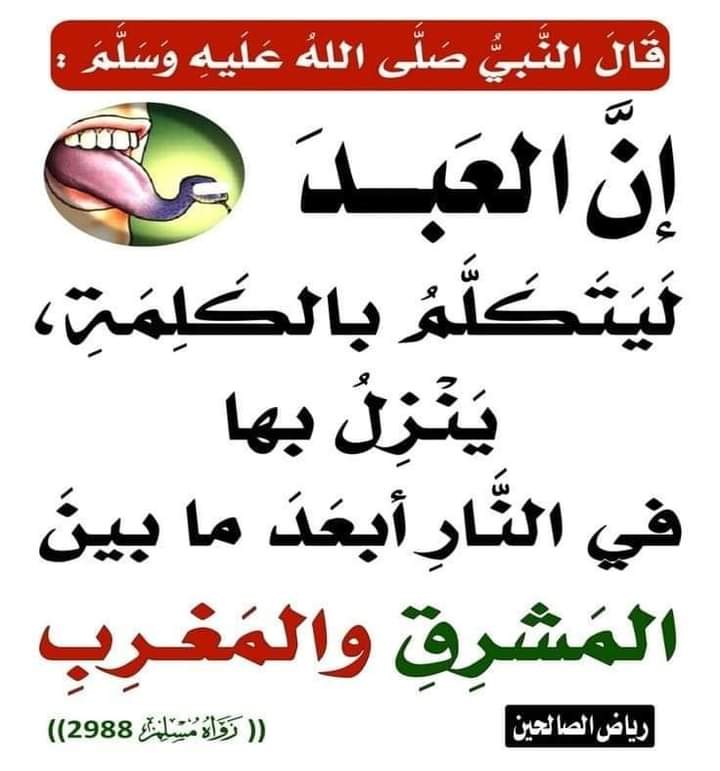 قَالَ النَّبيُّ صَلَّى اللهُ عَلَيهِ وَسَلَّمَ :
إنَّ العَبدَ
لَيَتَكَلَّمُ بالكَلِمَةِ،
يَنْزِلُ بها
في النَّارِ أبعَدَ ما بينَ
المَشرِقِ والمَغرِبِ
رياض الصالحين
(( رَوَاهُ مُسْلِمٌ 2988))